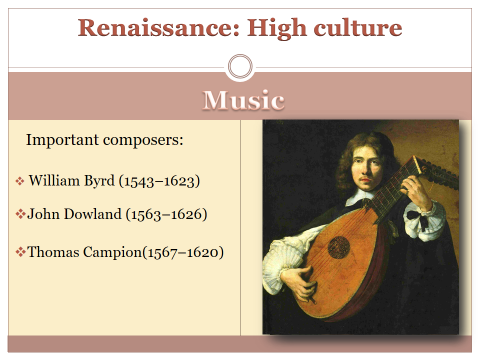 Renaissance: High culture
Music
Important composers:
William Byrd (1543–1623)
John Dowland (1563–1626)
Thomas Campion(1567–1620)